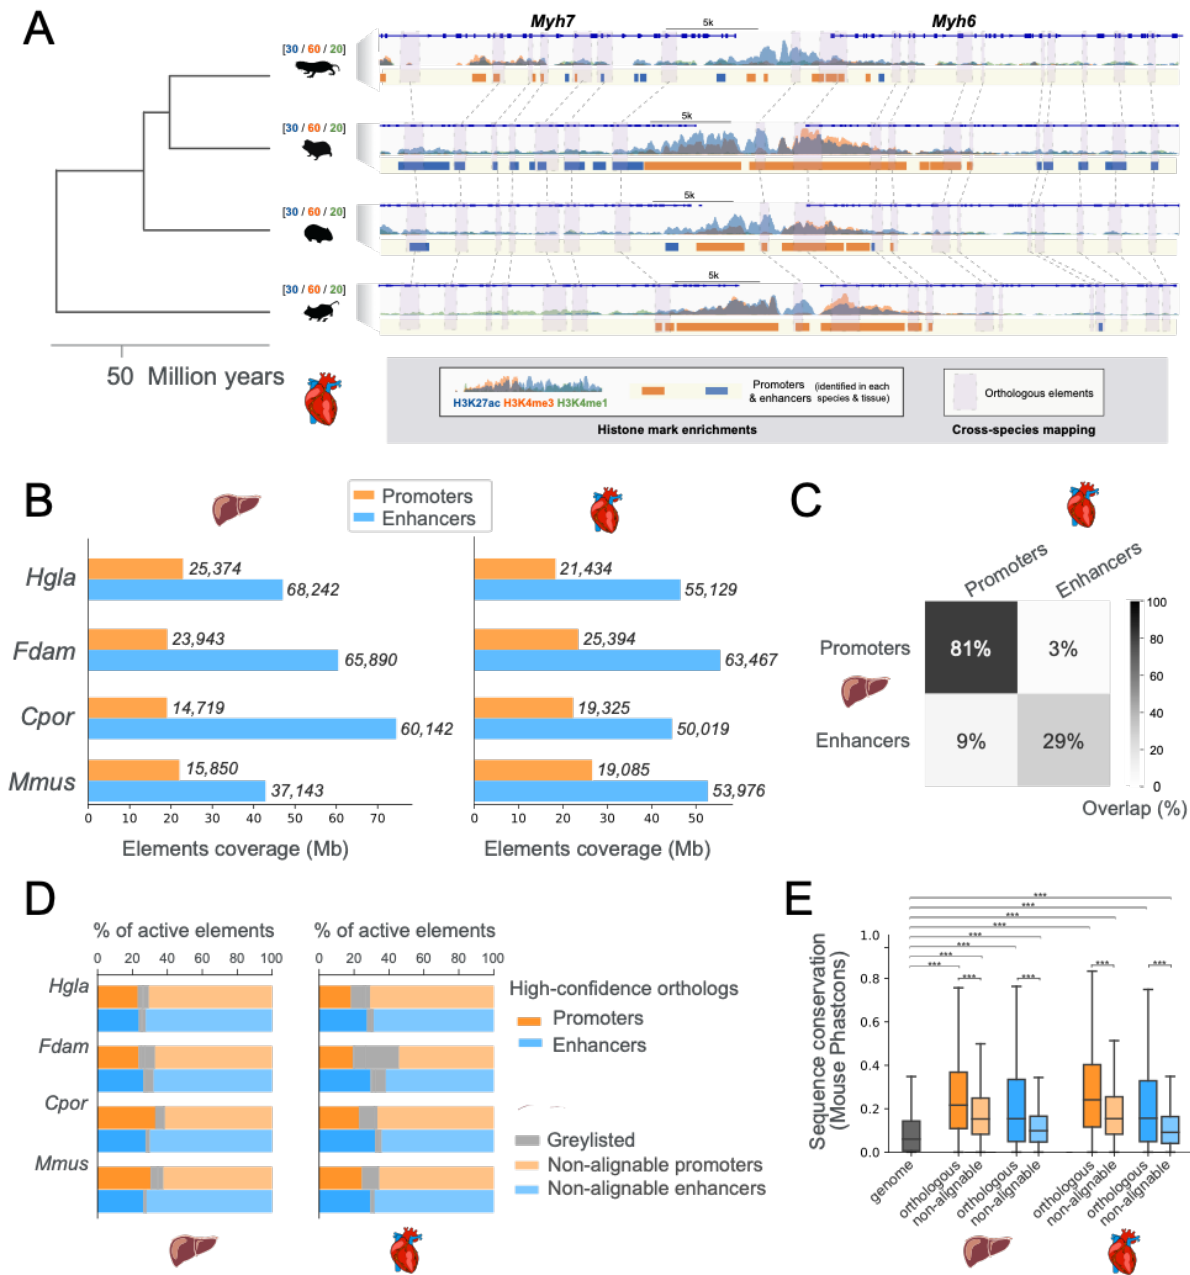 A
Myh7
5k
Myh6
[30 / 60 / 20]
5k
[30 / 60 / 20]
5k
[30 / 60 / 20]
5k
[30 / 60 / 20]
50 Million years
H3K27ac H3K4me3 H3K4me1
Promoters & enhancers
(identified in each species & tissue)
Orthologous elements
Histone mark enrichments
Cross-species mapping
B
Promoters
Enhancers
Hgla
25,374
68,242
21,434
55,129
Fdam
23,943
65,890
25,394
63,467
Cpor
14,719
60,142
19,325
50,019
Mmus
15,850
37,143
19,085
53,976
0 10 20 30 40 50 60 70
0 10 20 30 40 50
Elements coverage (Mb)
Elements coverage (Mb)
C
Promoters
Enhancers
Promoters
81%
3%
Enhancers
9%
29%
100
80
60
40
20
0
Overlap (%)
D
% of active elements
% of active elements
0 20 40 60 80 100
0 20 40 60 80 100
Hgla
Fdam
Cpor
Mmus
High-confidence orthologs
Promoters
Enhancers
Greylisted
Non-alignable promoters
Non-alignable enhancers
E
***
***
***
***
***
***
***
***
***
***
***
***
Sequence conservation
(Mouse Phastcons)
1.0
0.8
0.6
0.4
0.2
0.0
genome
orthologous
non-alignable
orthologous
non-alignable
orthologous
non-alignable
orthologous
non-alignable